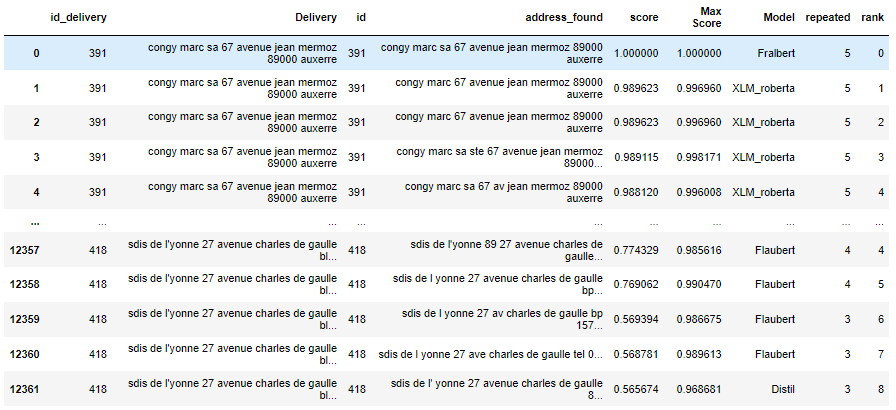 id_delivery Delivery id address_found score Max Score Model repeated rank
0 391 congy marc sa 67 avenue jean mermoz 89000 auxerre 391 congy marc sa 67 avenue jean mermoz 89000 auxerre 1.000000 1.000000 Fralbert 5 0
1 391 congy marc sa 67 avenue jean mermoz 89000 auxerre 391 congy marc 67 avenue jean mermoz 89000 auxerre 0.989623 0.996960 XLM_roberta 5 1
2 391 congy marc sa 67 avenue jean mermoz 89000 auxerre 391 congy marc 67 avenue jean mermoz 89000 auxerre 0.989623 0.996960 XLM_roberta 5 2
3 391 congy marc sa 67 avenue jean mermoz 89000 auxerre 391 congy marc sa ste 67 avenue jean mermoz 89000... 0.989115 0.998171 XLM_roberta 5 3
4 391 congy marc sa 67 avenue jean mermoz 89000 auxerre 391 congy marc sa 67 av jean mermoz 89000 auxerre 0.988120 0.996008 XLM_roberta 5 4
... ... ... ... ... ... ... ... ... ...
12357 418 sdis de l'yonne 27 avenue charles de gaulle bl... 418 sdis de l'yonne 89 27 avenue charles de gaulle... 0.774329 0.985616 Flaubert 4 4
12358 418 sdis de l'yonne 27 avenue charles de gaulle bl... 418 sdis de l yonne 27 avenue charles de gaulle bp... 0.769062 0.990470 Flaubert 4 5
12359 418 sdis de l'yonne 27 avenue charles de gaulle bl... 418 sdis de l yonne 27 av charles de gaulle bp 157... 0.569394 0.986675 Flaubert 3 6
12360 418 sdis de l'yonne 27 avenue charles de gaulle bl... 418 sdis de l yonne 27 ave charles de gaulle tel 0... 0.568781 0.989613 Flaubert 3 7
12361 418 sdis de l'yonne 27 avenue charles de gaulle bl... 418 sdis de l' yonne 27 avenue charles de gaulle 8... 0.565674 0.968681 Distil 3 8